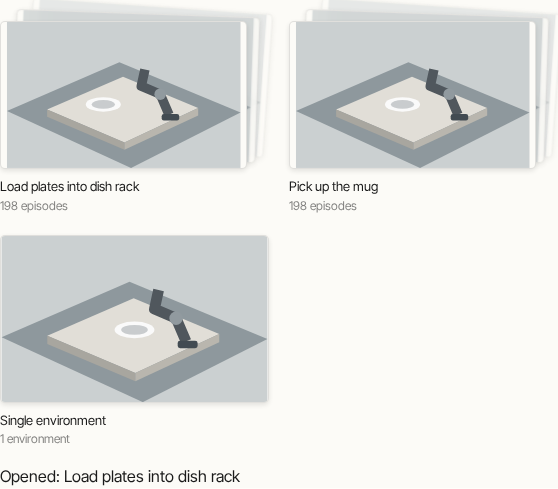 Load plates into dish rack
198 episodes
Pick up the mug
198 episodes
Single environment
1 environment
Opened: Load plates into dish rack